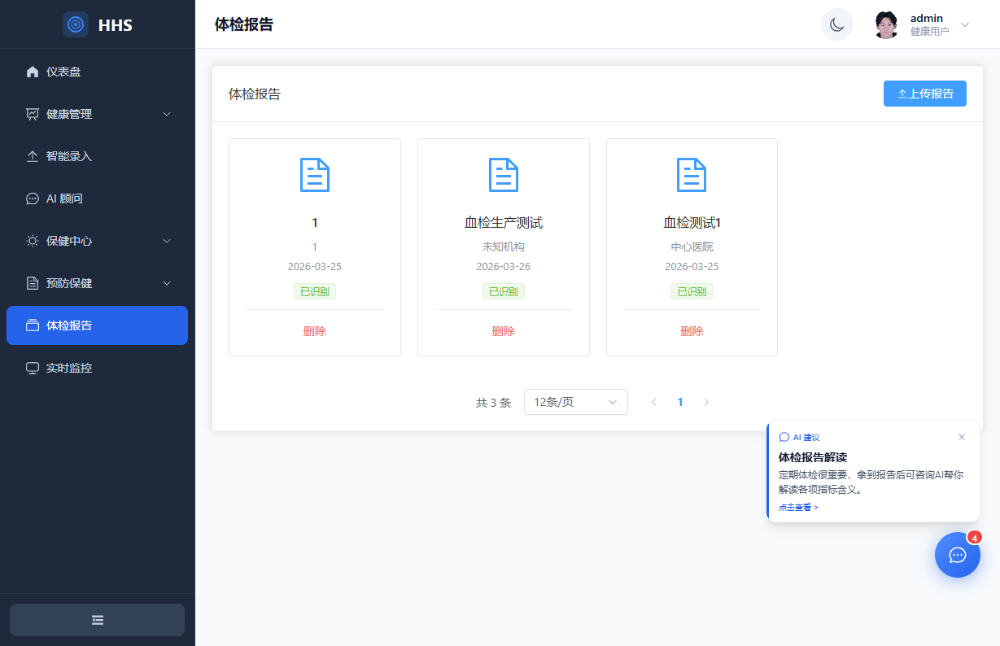 HHS
体检报告
admin
健康用户
仪表盘
健康管理
智能录入
AI 顾问
保健中心
预防保健
体检报告
实时监控
体检报告
上传报告
1
1
2026-03-25
已识别
删除
血检生产测试
未知机构
2026-03-26
已识别
删除
血检测试1
中心医院
2026-03-25
已识别
删除
共 3 条
12条/页
1
AI 建议
体检报告解读
定期体检很重要，拿到报告后可咨询AI帮你
解读各项指标含义。
点击查看 >
4